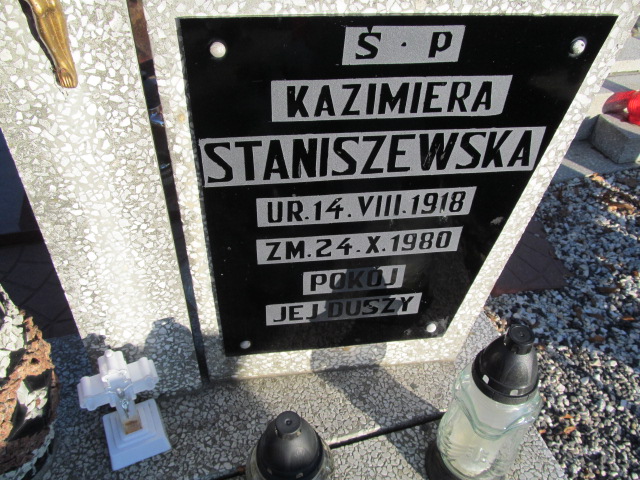 Ś.P
KAZIMIERA
STANISZEWSKA
UR.14.VIII.1918
ZM.24.X.1980
POKÓJ
JEJ DUSZY